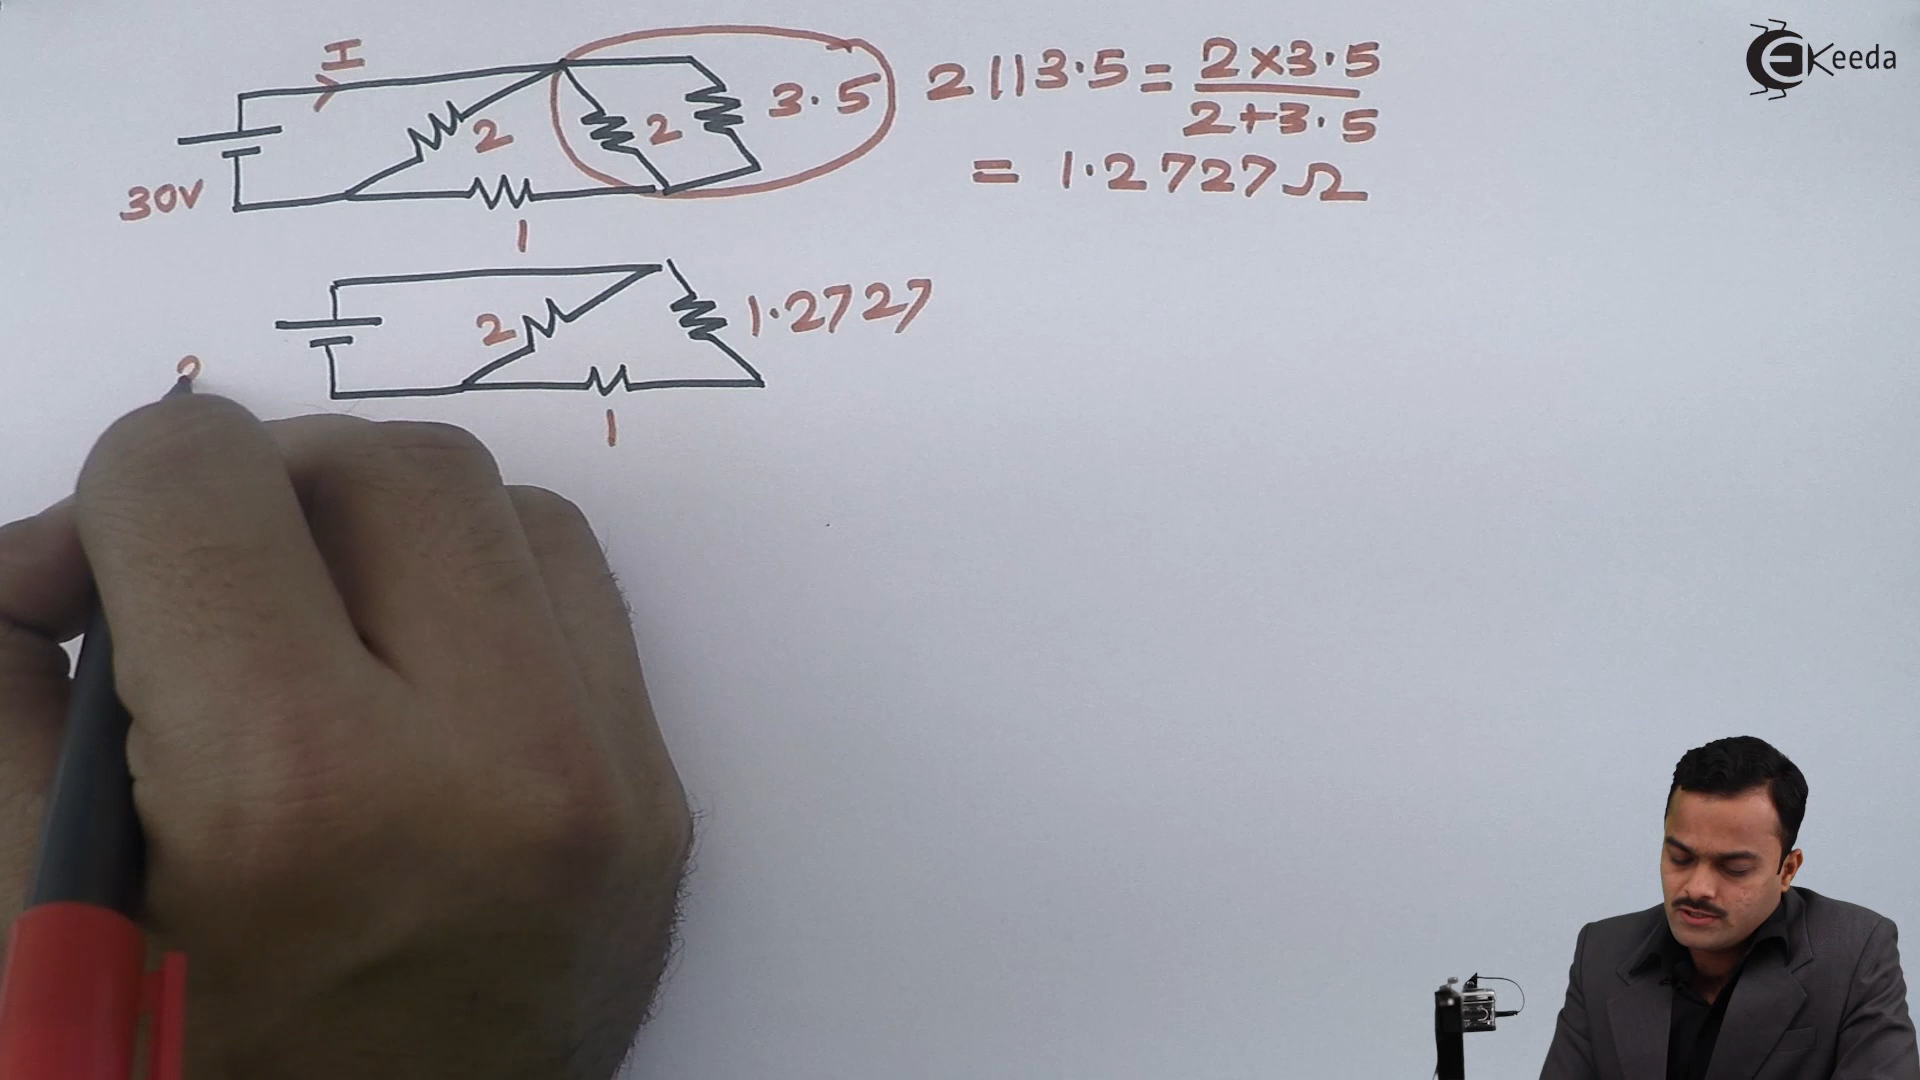 I
2
2
3.5
30V
1
2||3.5 = 2×3.5
2+3.5
= 1.2727Ω
EKeeda
2
1.2727
1